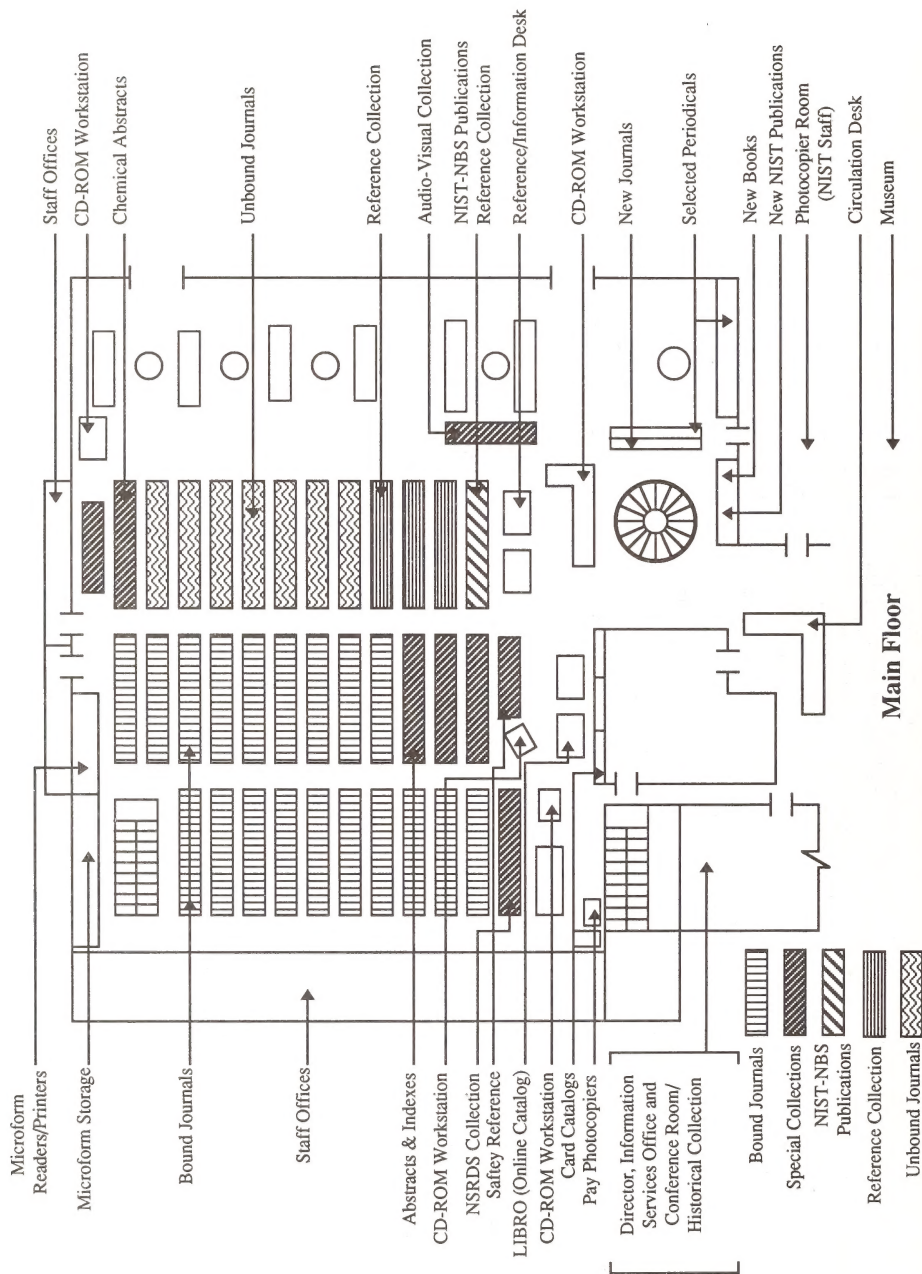 Staff Offices
CD-ROM Workstation
Chemical Abstracts
Unbound Journals
Reference Collection
Audio-Visual Collection
NIST-NBS Publications
Reference Collection
Reference/Information Desk
CD-ROM Workstation
New Journals
Selected Periodicals
New Books
New NIST Publications
Photocopier Room
(NIST Staff)
Circulation Desk
Museum
Main Floor
Microform
Readers/Printers
Microform Storage
Bound Journals
Staff Offices
Abstracts & Indexes
CD-ROM Workstation
NSRDS Collection
Saftey Reference
LIBRO (Online Catalog)
CD-ROM Workstation
Card Catalogs
Pay Photocopiers
Director, Information
Services Office and
Conference Room/
Historical Collection
Bound Journals
Special Collections
NIST-NBS
Publications
Reference Collection
Unbound Journals